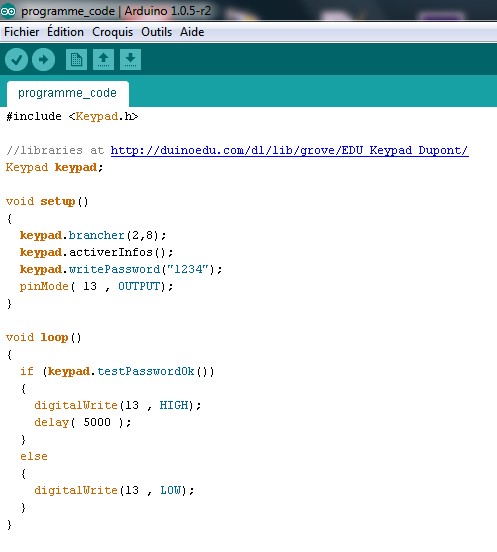 programme_code | Arduino 1.0.5-r2
Fichier Édition Croquis Outils Aide
programme_code
#include <Keypad.h>
//libraries at http://duinoedu.com/dl/lib/grove/EDU_Keypad_Dupont/
Keypad keypad;
void setup()
{
keypad.brancher(2,8);
keypad.activerInfos();
keypad.writePassword("1234");
pinMode( 13 , OUTPUT);
}
void loop()
{
if (keypad.testPasswordOk())
{
digitalWrite(13 , HIGH);
delay( 5000 );
}
else
{
digitalWrite(13 , LOW);
}
}